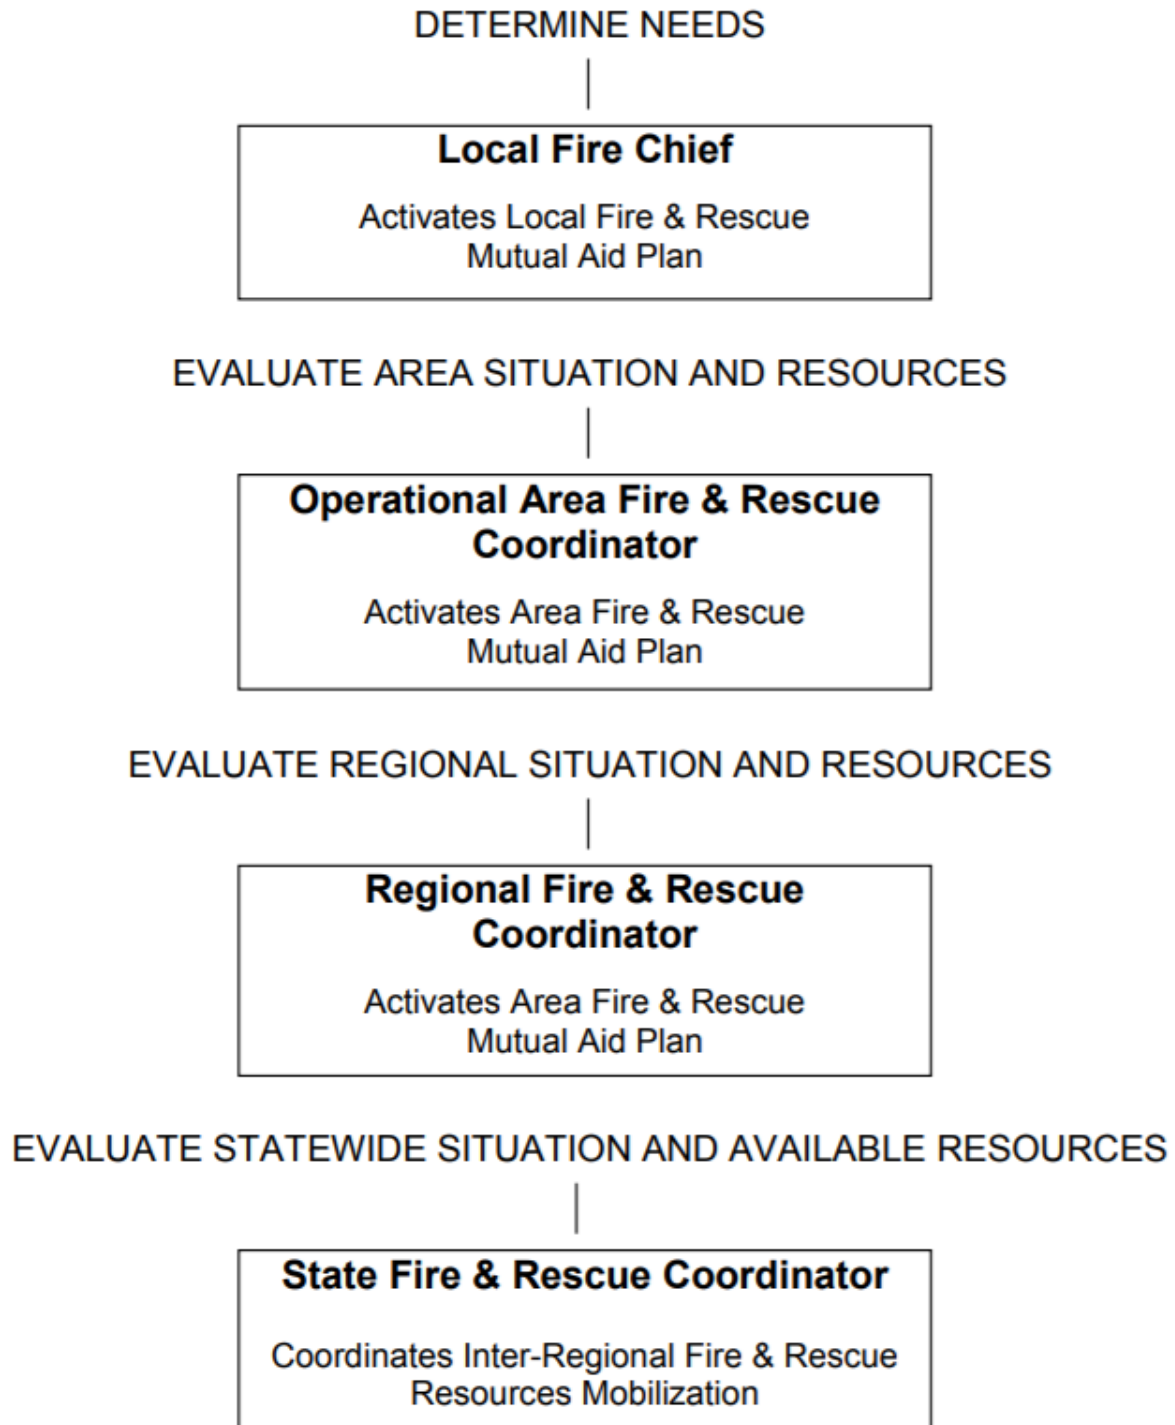 DETERMINE NEEDS
Local Fire Chief
Activates Local Fire & Rescue
Mutual Aid Plan
EVALUATE AREA SITUATION AND RESOURCES
Operational Area Fire & Rescue
Coordinator
Activates Area Fire & Rescue
Mutual Aid Plan
EVALUATE REGIONAL SITUATION AND RESOURCES
Regional Fire & Rescue
Coordinator
Activates Area Fire & Rescue
Mutual Aid Plan
EVALUATE STATEWIDE SITUATION AND AVAILABLE RESOURCES
State Fire & Rescue Coordinator
Coordinates Inter-Regional Fire & Rescue
Resources Mobilization